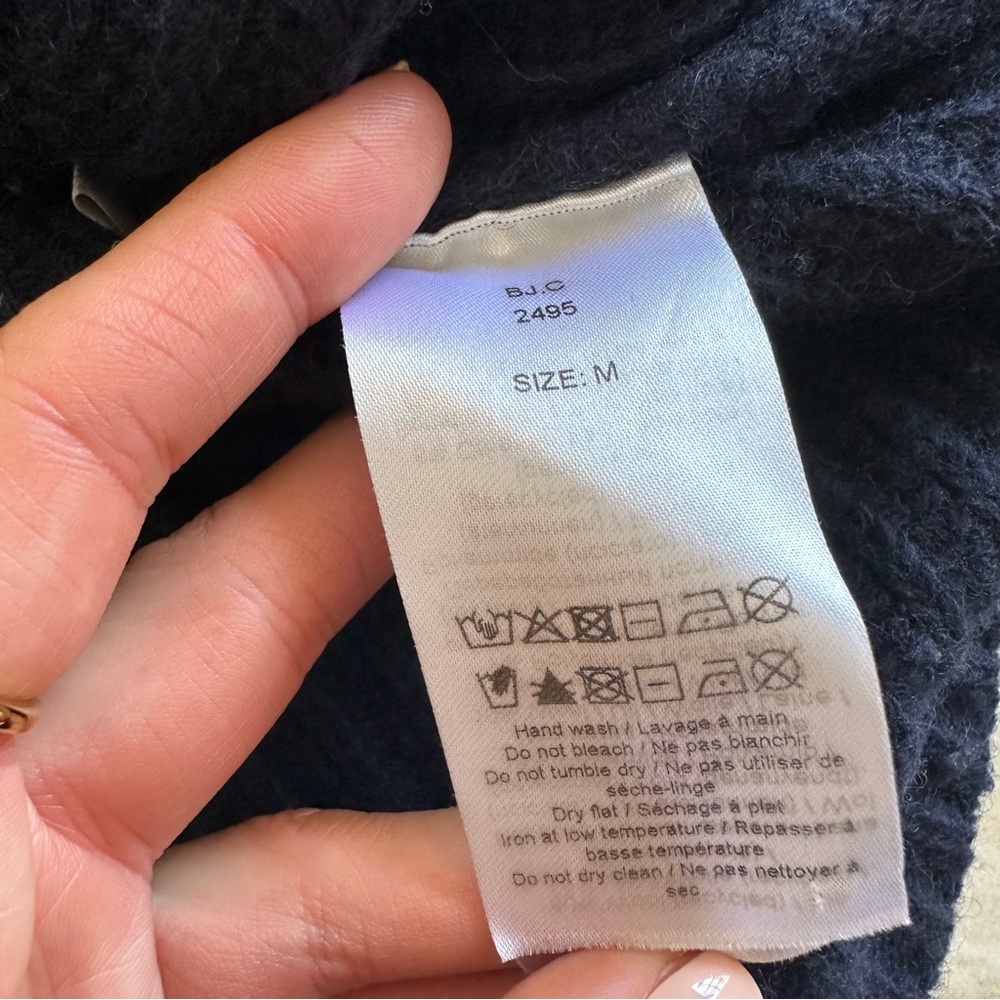 BJ.C
2495
SIZE: M
Hand wash / Lavage à main
Do not bleach / Ne pas blanchir
Do not tumble dry / Ne pas utiliser de
sèche-linge
Dry flat / Séchage à plat
Iron at low temperature / Repasser à
basse température
Do not dry clean / Ne pas nettoyer à
sec